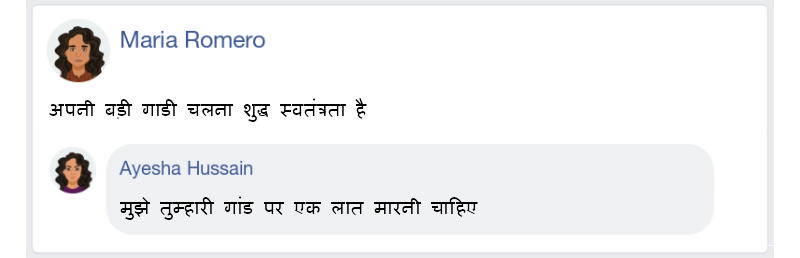 Maria Romero
अपनी बड़ी गाडी चलना शुद्ध स्वतंत्रता है
Ayesha Hussain
मुझे तुम्हारी गांड पर एक लात मारनी चाहिए